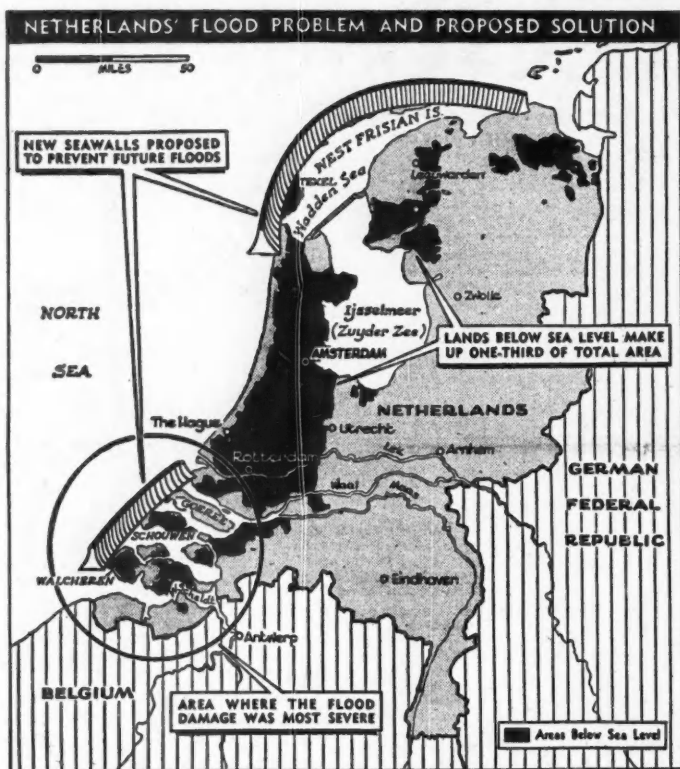 NETHERLANDS' FLOOD PROBLEM AND PROPOSED SOLUTION
0 MILES 50
NEW SEAWALLS PROPOSED
TO PREVENT FUTURE FLOODS
WEST FRISIAN IS.
TEXEL
Wadden Sea
Leeuwarden
NORTH
SEA
Zwolle
Ijsselmeer
(Zuyder Zee)
LANDS BELOW SEA LEVEL MAKE
UP ONE-THIRD OF TOTAL AREA
AMSTERDAM
NETHERLANDS
The Hague
Utrecht
Rotterdam
Lek
Arnhem
Waal
Maas
GERMAN
FEDERAL
REPUBLIC
GOEREE
SCHOUWEN
WALCHEREN
Eindhoven
Antwerp
BELGIUM
AREA WHERE THE FLOOD
DAMAGE WAS MOST SEVERE
Areas Below Sea Level